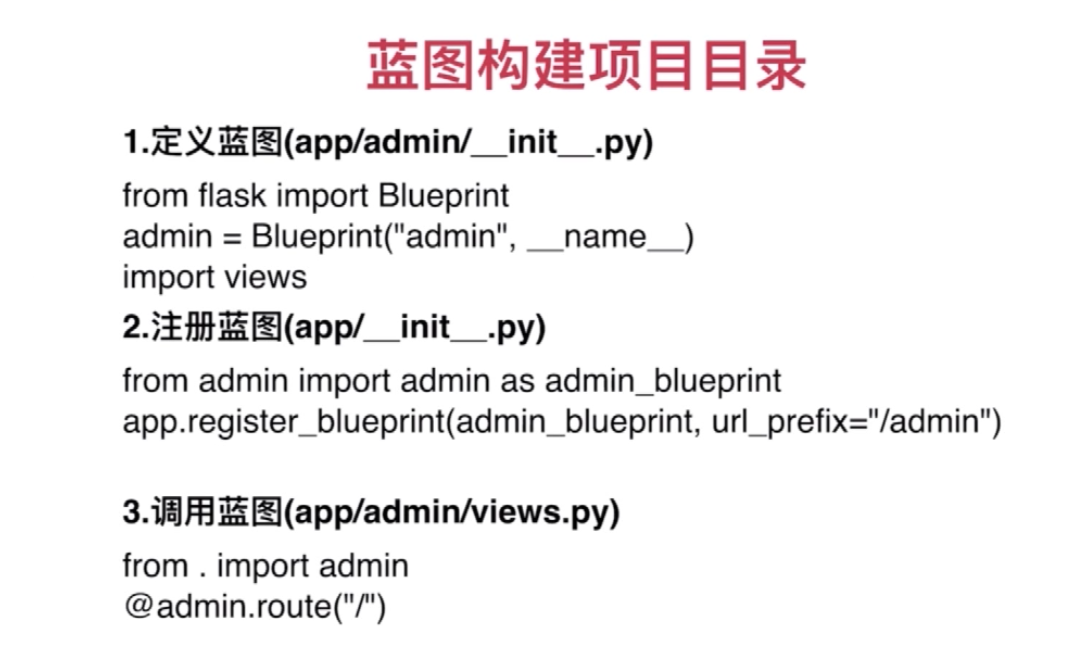 蓝图构建项目目录
1.定义蓝图(app/admin/__init__.py)
from flask import Blueprint
admin = Blueprint("admin", __name__)
import views
2.注册蓝图(app/__init__.py)
from admin import admin as admin_blueprint
app.register_blueprint(admin_blueprint, url_prefix="/admin")
3.调用蓝图(app/admin/views.py)
from . import admin
@admin.route("/")